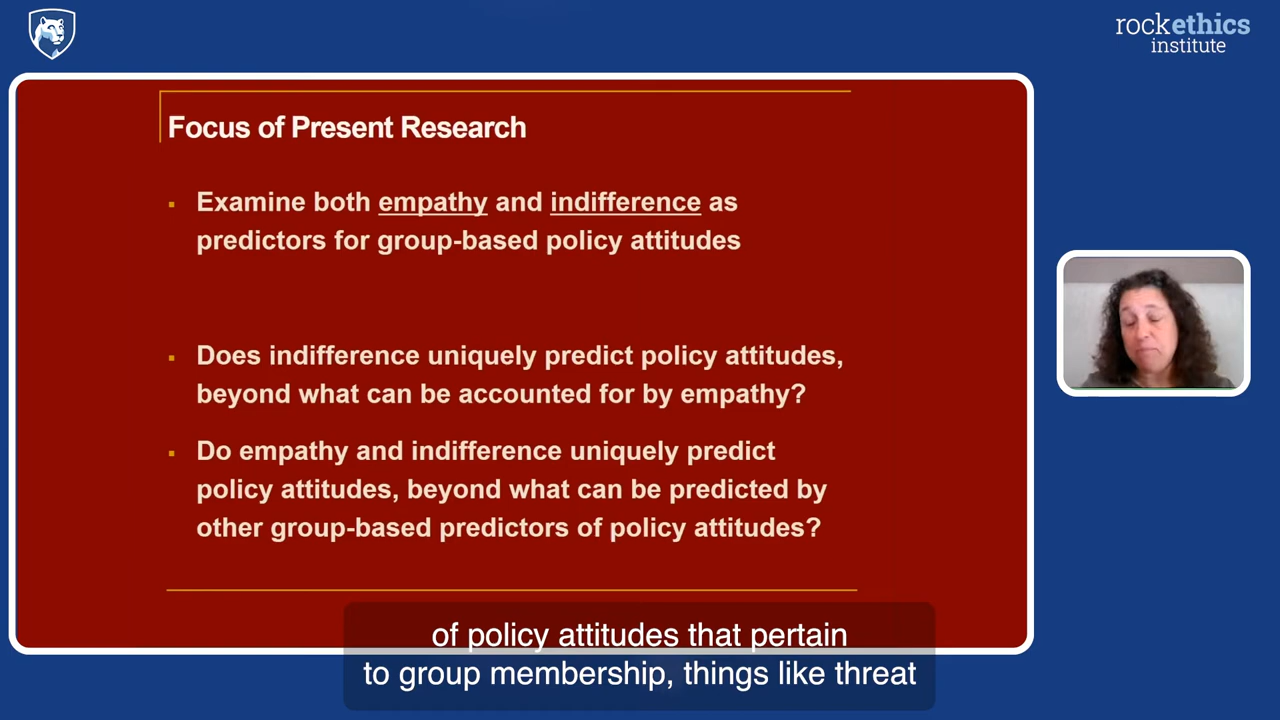 rockethics
institute
Focus of Present Research
▪ Examine both empathy and indifference as
predictors for group-based policy attitudes
▪ Does indifference uniquely predict policy attitudes,
beyond what can be accounted for by empathy?
▪ Do empathy and indifference uniquely predict
policy attitudes, beyond what can be predicted by
other group-based predictors of policy attitudes?
of policy attitudes that pertain
to group membership, things like threat